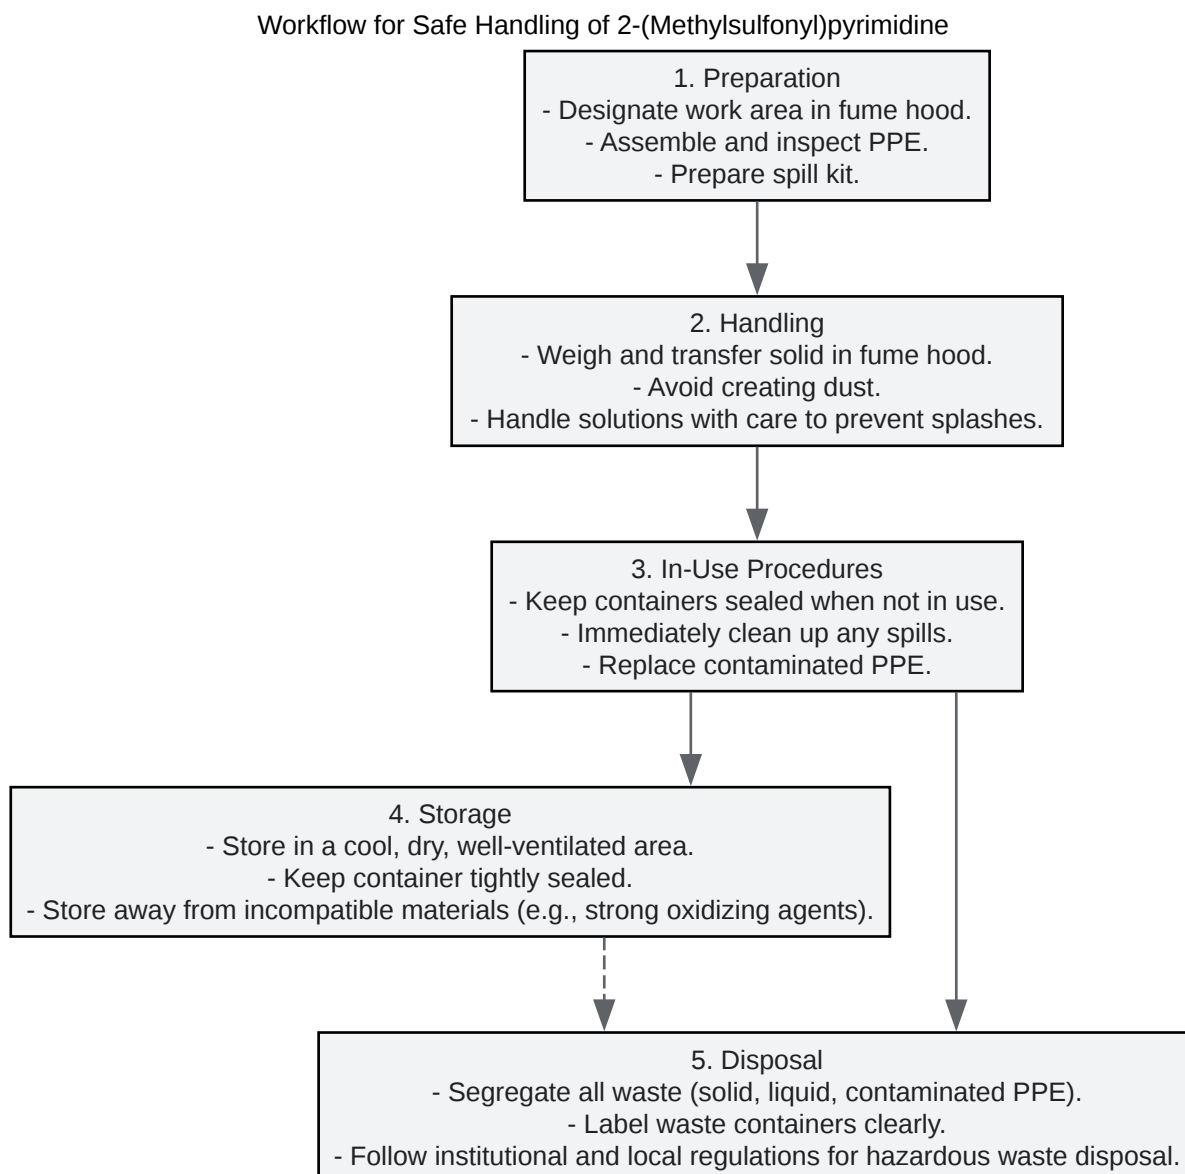 Workflow for Safe Handling of 2-(Methylsulfonyl)pyrimidine
1. Preparation
- Designate work area in fume hood.
- Assemble and inspect PPE.
- Prepare spill kit.
2. Handling
- Weigh and transfer solid in fume hood.
- Avoid creating dust.
- Handle solutions with care to prevent splashes.
3. In-Use Procedures
- Keep containers sealed when not in use.
- Immediately clean up any spills.
- Replace contaminated PPE.
4. Storage
- Store in a cool, dry, well-ventilated area.
- Keep container tightly sealed.
- Store away from incompatible materials (e.g., strong oxidizing agents).
5. Disposal
- Segregate all waste (solid, liquid, contaminated PPE).
- Label waste containers clearly.
- Follow institutional and local regulations for hazardous waste disposal.